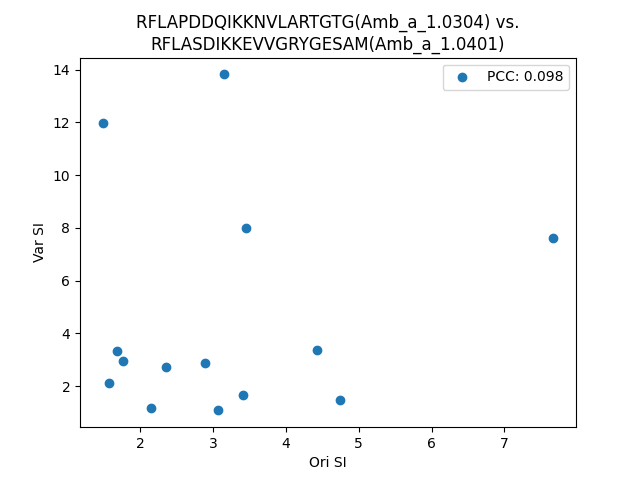 RFLAPDDQIKKNVLARTGTG(Amb_a_1.0304) vs.
RFLASDIKKEVVGRYGESAM(Amb_a_1.0401)
PCC: 0.098
14
12
10
8
6
4
2
Var SI
2 3 4 5 6 7
Ori SI